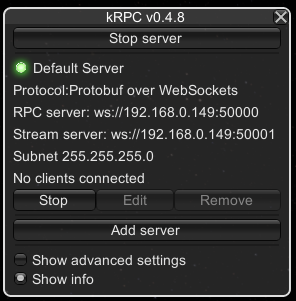 kRPC v0.4.8
Stop server
Default Server
Protocol:Protobuf over WebSockets
RPC server: ws://192.168.0.149:50000
Stream server: ws://192.168.0.149:50001
Subnet 255.255.255.0
No clients connected
Stop Edit Remove
Add server
Show advanced settings
Show info